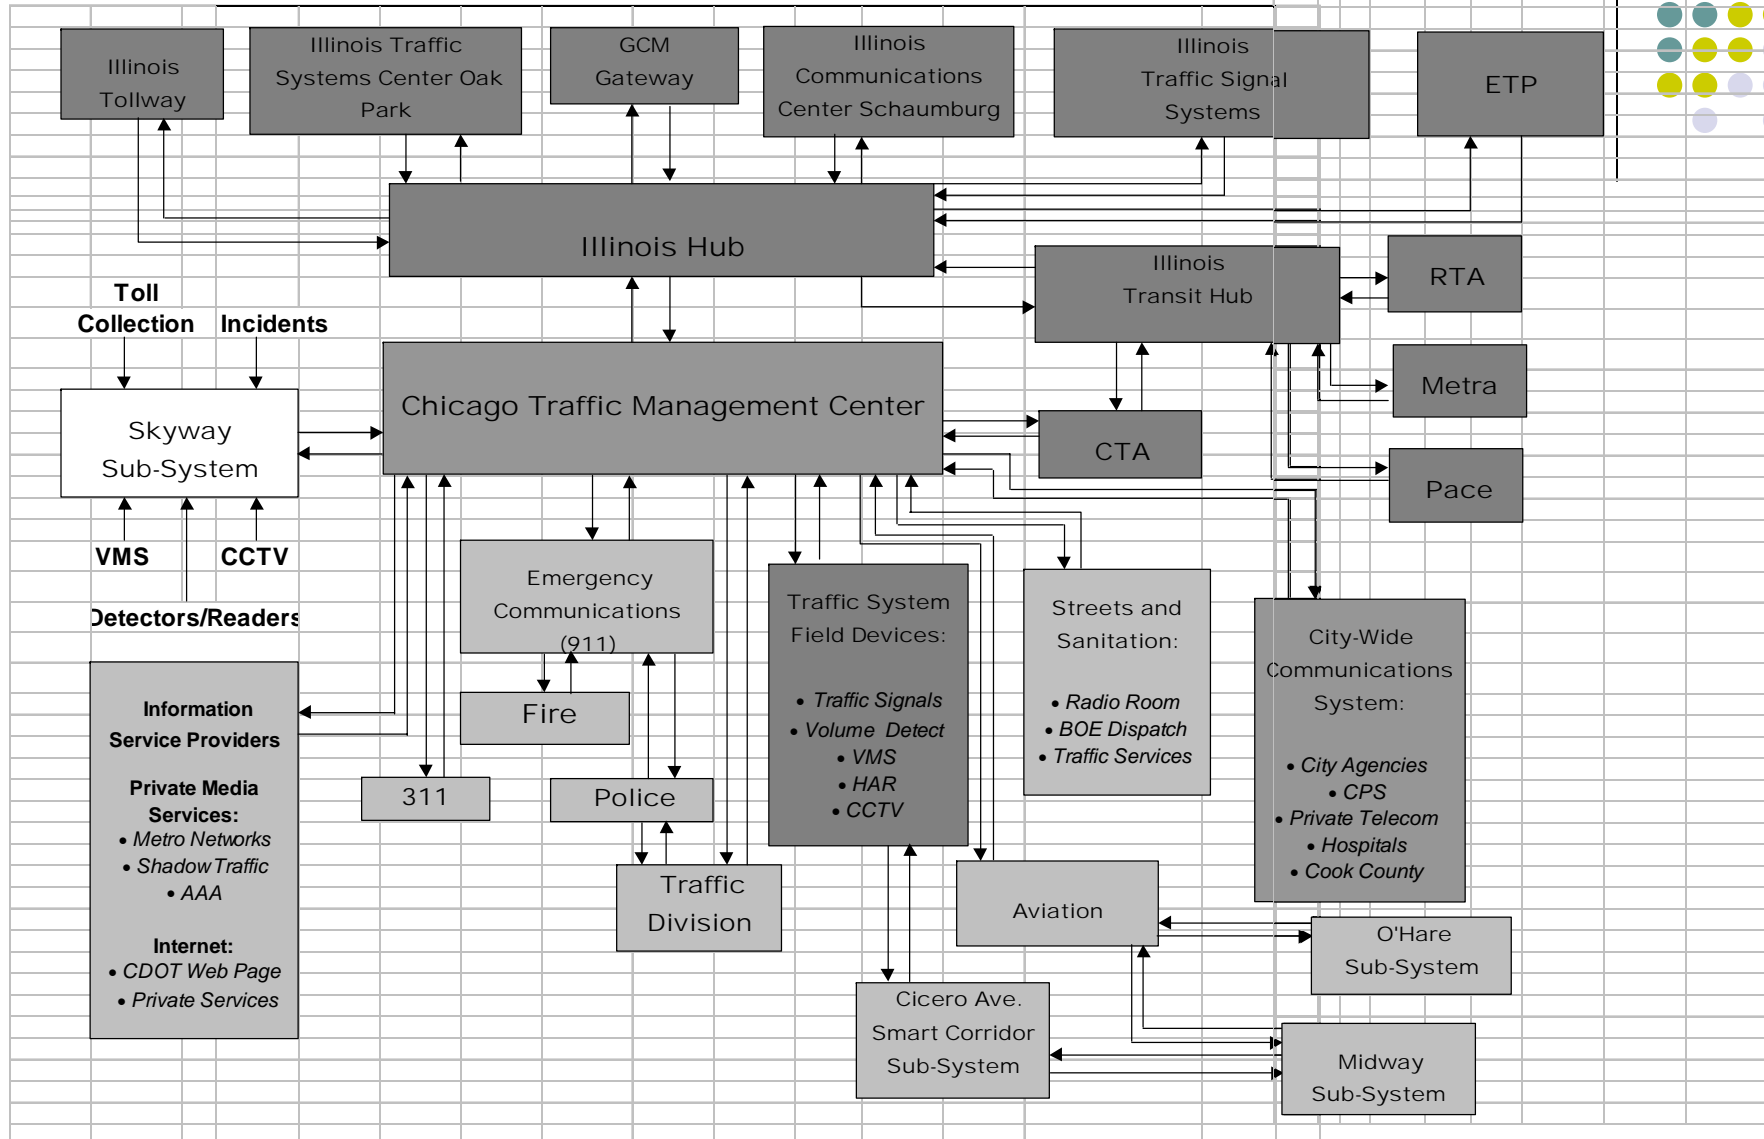 Illinois
Tollway
Illinois Traffic
Systems Center Oak
Park
GCM
Gateway
Illinois
Communications
Center Schaumburg
Illinois
Traffic Signal
Systems
ETP
Illinois Hub
Illinois
Transit Hub
RTA
Metra
Pace
CTA
Toll
Collection
Incidents
Skyway
Sub-System
VMS
CCTV
Detectors/Readers
Chicago Traffic Management Center
Information
Service Providers
Private Media
Services:
• Metro Networks
• Shadow Traffic
• AAA
Internet:
• CDOT Web Page
• Private Services
311
Emergency
Communications
(911)
Fire
Police
Traffic
Division
Traffic System
Field Devices:
• Traffic Signals
• Volume Detect
• VMS
• HAR
• CCTV
Streets and
Sanitation:
• Radio Room
• BOE Dispatch
• Traffic Services
City-Wide
Communications
System:
• City Agencies
• CPS
• Private Telecom
• Hospitals
• Cook County
Aviation
O'Hare
Sub-System
Cicero Ave.
Smart Corridor
Sub-System
Midway
Sub-System